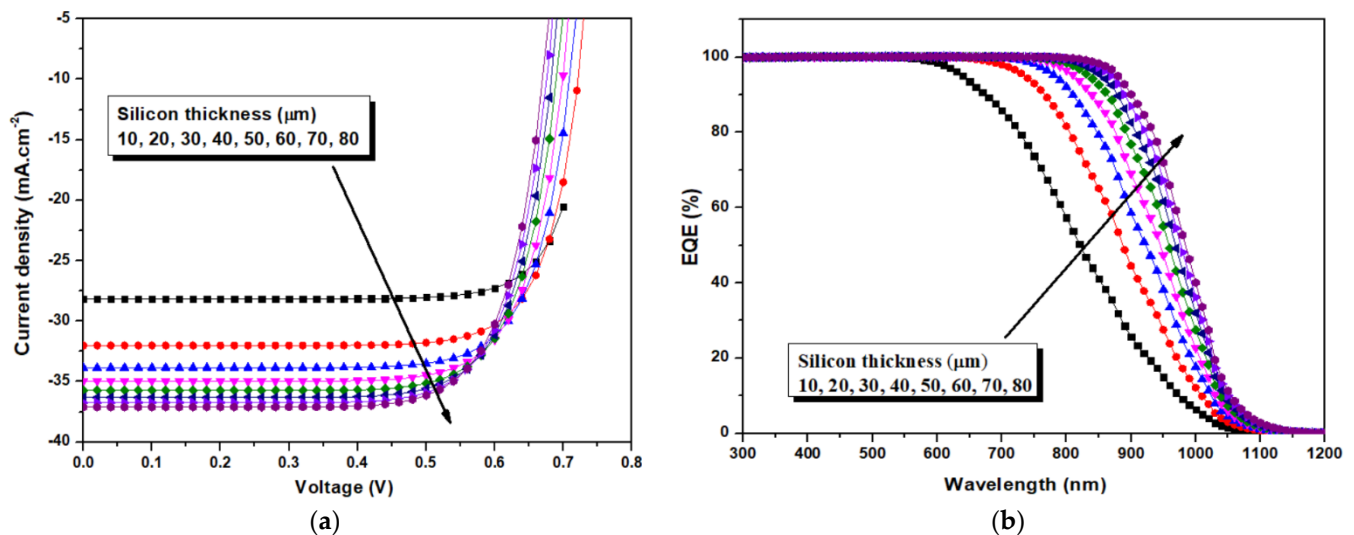 -5
-10
-15
-20
-25
-30
-35
-40
Current density (mA.cm-2)
Silicon thickness (μm)
10, 20, 30, 40, 50, 60, 70, 80
0.0 0.1 0.2 0.3 0.4 0.5 0.6 0.7 0.8
Voltage (V)
(a)
100
80
60
40
20
0
EQE (%)
Silicon thickness (μm)
10, 20, 30, 40, 50, 60, 70, 80
300 400 500 600 700 800 900 1000 1100 1200
Wavelength (nm)
(b)